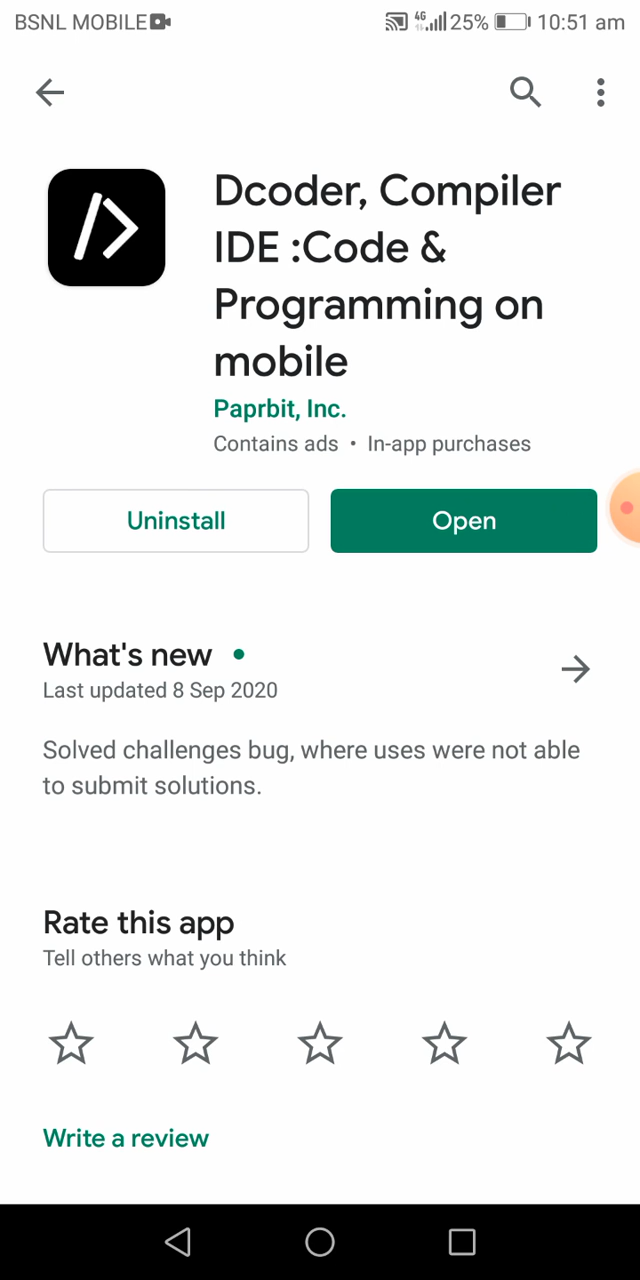 BSNL MOBILE 4G 25% 10:51 am
Dcoder, Compiler
IDE :Code &
Programming on
mobile
Paprbit, Inc.
Contains ads • In-app purchases
Uninstall Open
What's new •
Last updated 8 Sep 2020
Solved challenges bug, where uses were not able
to submit solutions.
Rate this app
Tell others what you think
Write a review